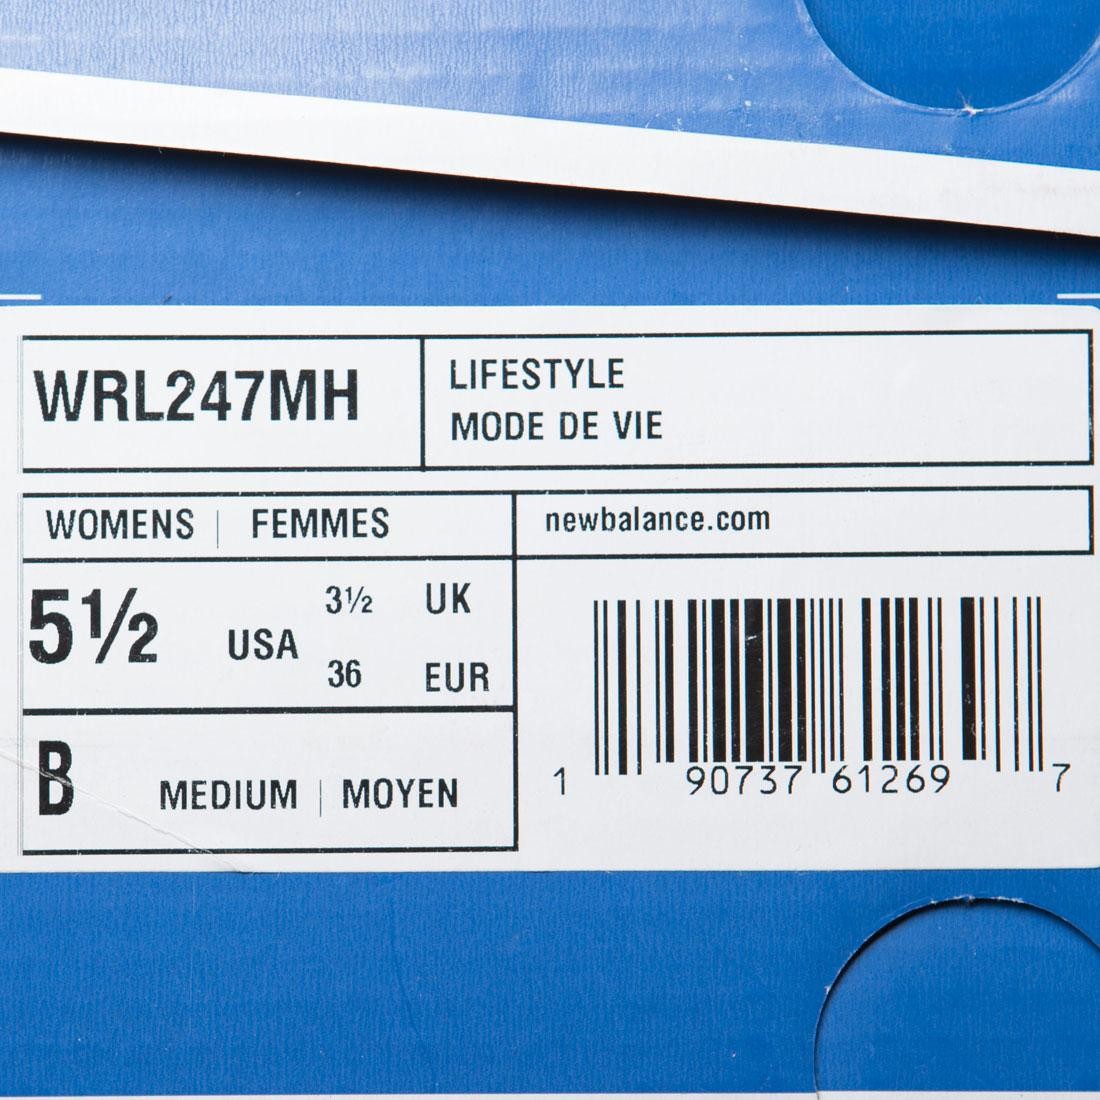 WRL247MH
LIFESTYLE
MODE DE VIE
WOMENS | FEMMES
newbalance.com
5½ USA
3½ UK
36 EUR
B MEDIUM | MOYEN
1 90737 61269 7